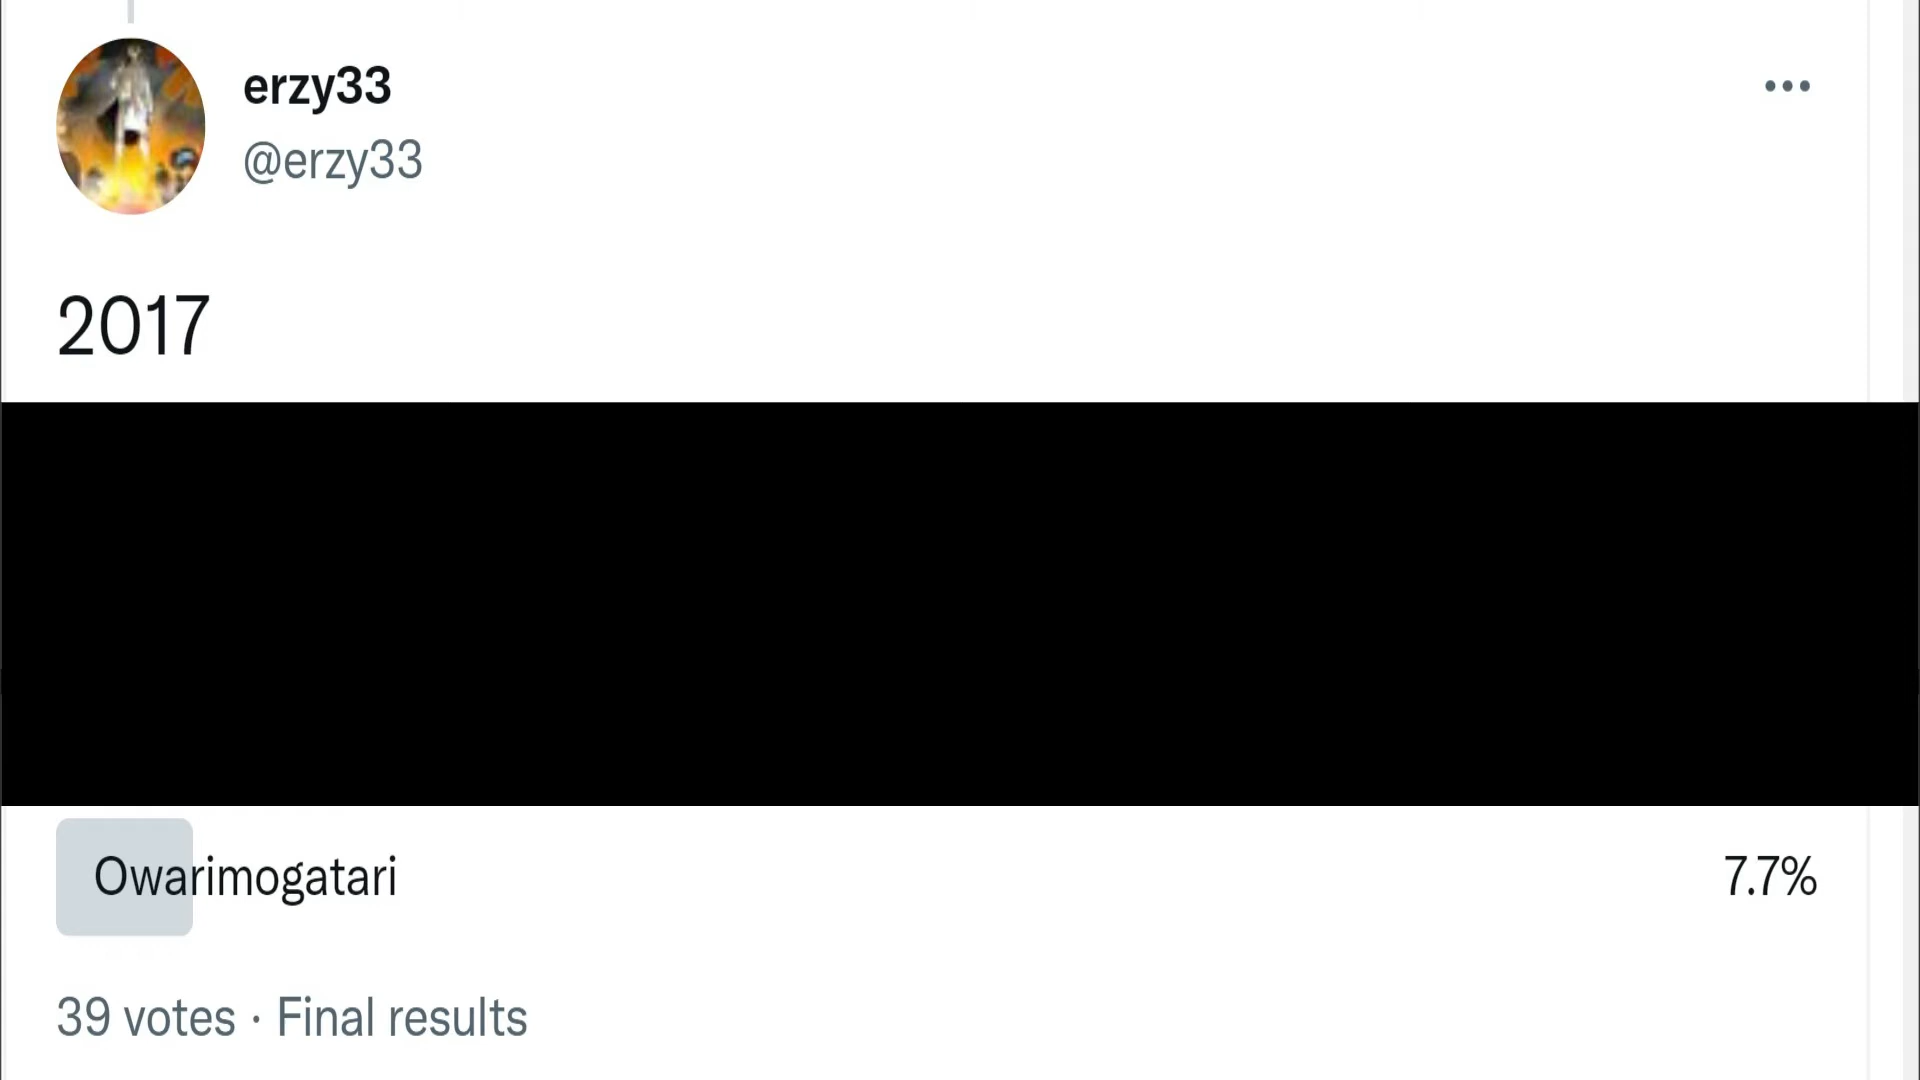 erzy33
@erzy33
2017
Owarimogatari 7.7%
39 votes · Final results